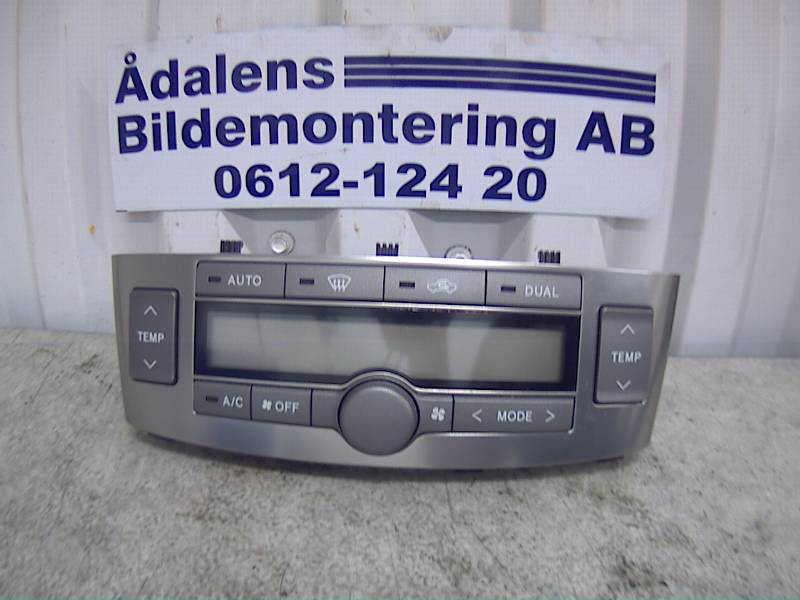 Ådalens
Bildemontering AB
0612-124 20
AUTO
DUAL
TEMP
TEMP
A/C
OFF
< MODE >